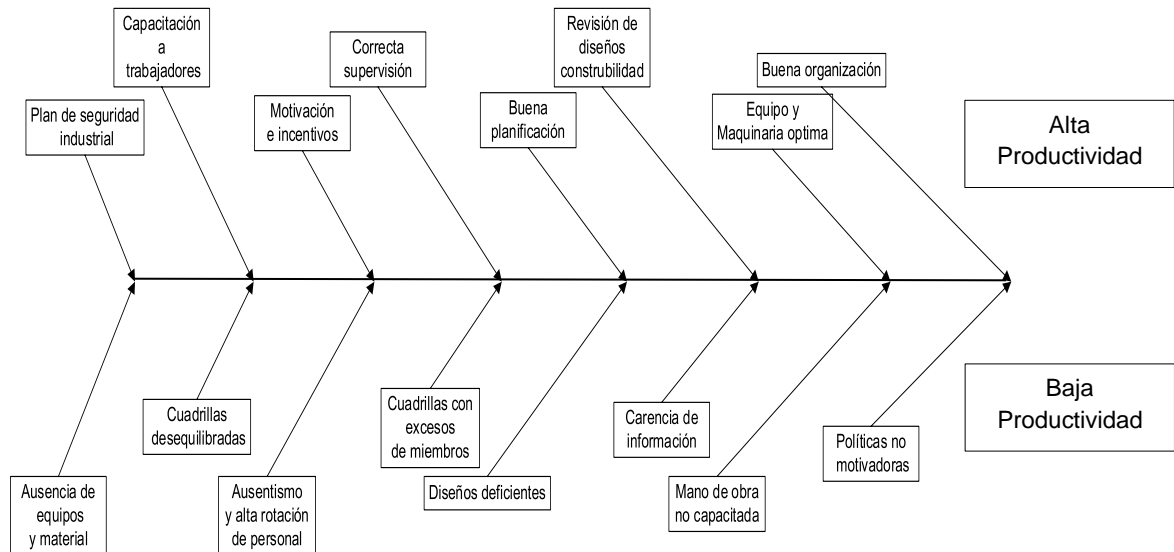 Capacitación
a
trabajadores
Correcta
supervisión
Revisión de
diseños
construbilidad
Buena organización
Plan de seguridad
industrial
Motivación
e incentivos
Buena
planificación
Equipo y
Maquinaria optima
Alta
Productividad
Cuadrillas
desequilibradas
Cuadrillas con
excesos
de miembros
Carencia de
información
Políticas no
motivadoras
Baja
Productividad
Ausencia de
equipos
y material
Ausentismo
y alta rotación
de personal
Diseños deficientes
Mano de obra
no capacitada